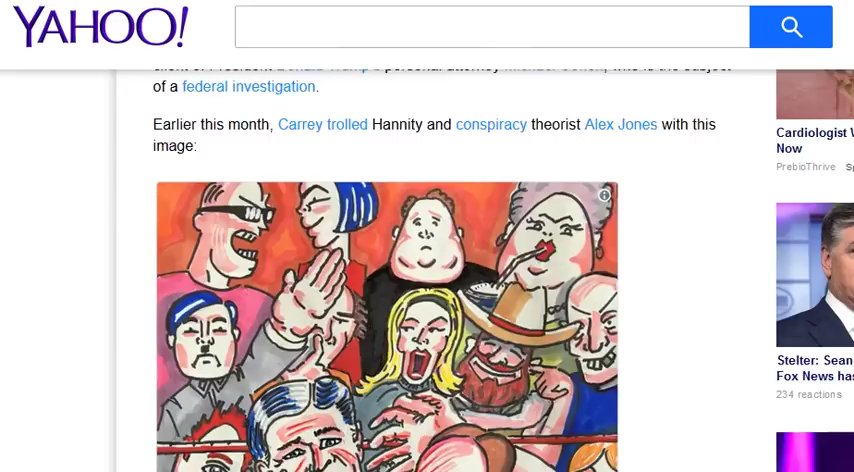 YAHOO!
of a federal investigation.
Earlier this month, Carrey trolled Hannity and conspiracy theorist Alex Jones with this
image:
Cardiologist
Now
PrebioThrive
Stelter: Sean
Fox News has
234 reactions